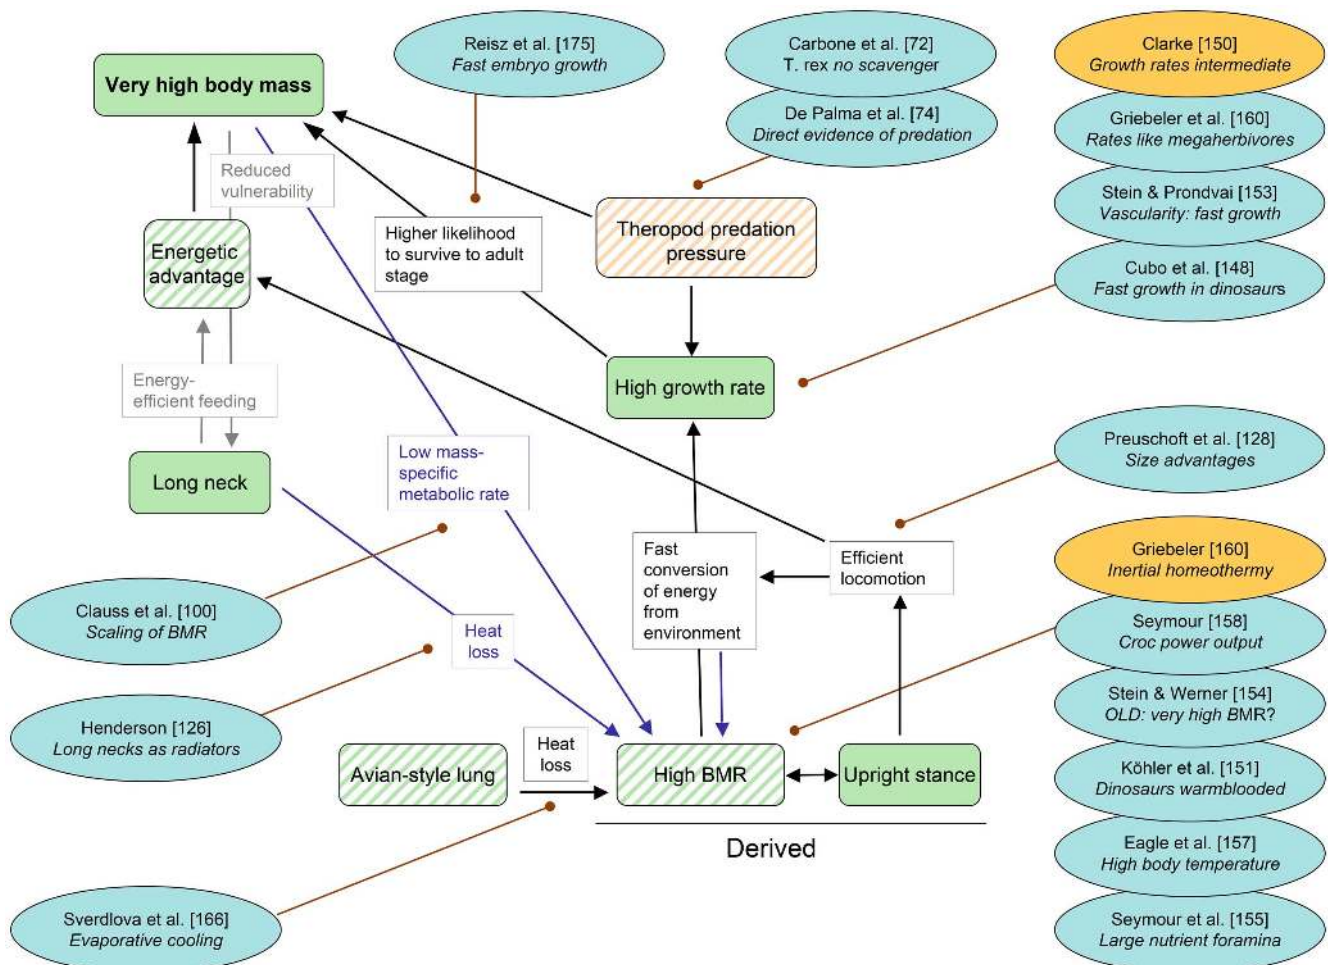 Reisz et al. [175]
Fast embryo growth
Carbone et al. [72]
T. rex no scavenger
De Palma et al. [74]
Direct evidence of predation
Clarke [150]
Growth rates intermediate
Griebeler et al. [160]
Rates like megaherbivores
Stein & Prondvai [153]
Vascularity: fast growth
Cubo et al. [148]
Fast growth in dinosaurs
Very high body mass
Reduced
vulnerability
Energetic
advantage
Higher likelihood
to survive to adult
stage
Theropod predation
pressure
High growth rate
Energy-
efficient feeding
Long neck
Low mass-
specific
metabolic rate
Preuschoft et al. [128]
Size advantages
Fast
conversion
of energy
from
environment
Efficient
locomotion
Griebeler [160]
Inertial homeothermy
Seymour [158]
Croc power output
Stein & Werner [154]
OLD: very high BMR?
Köhler et al. [151]
Dinosaurs warmblooded
Eagle et al. [157]
High body temperature
Seymour et al. [155]
Large nutrient foramina
Clauss et al. [100]
Scaling of BMR
Heat
loss
Henderson [126]
Long necks as radiators
Avian-style lung
Heat
loss
High BMR
Upright stance
Derived
Sverdlova et al. [166]
Evaporative cooling